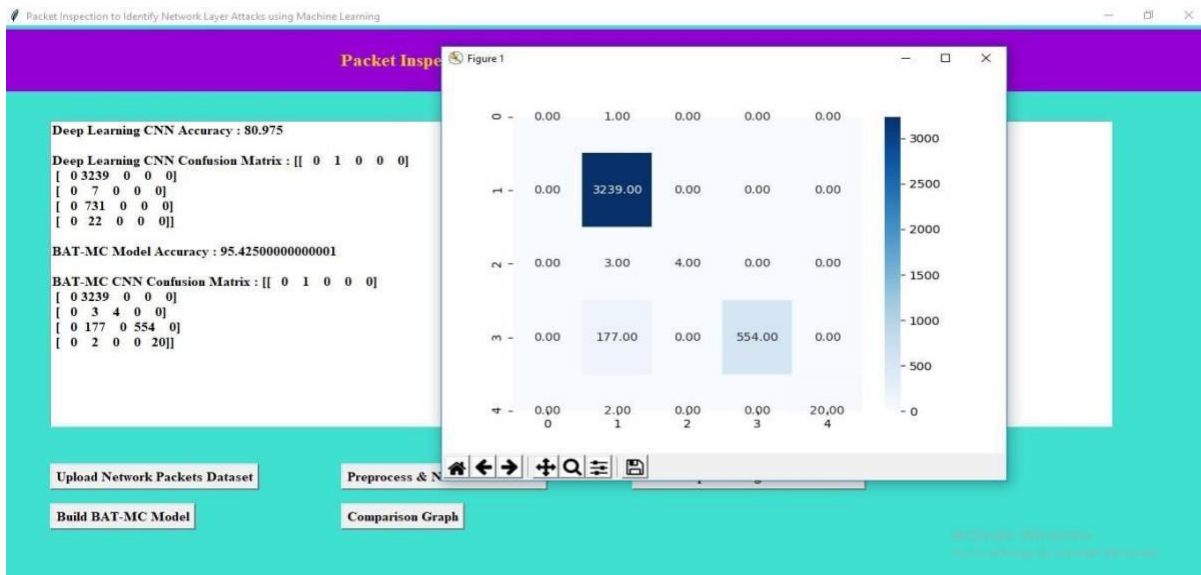 Packet Inspection to Identify Network Layer Attacks using Machine Learning
Packet Inspe
Figure 1
Deep Learning CNN Accuracy : 80.975
Deep Learning CNN Confusion Matrix : [[ 0 1 0 0 0]
[ 0 3239 0 0 0]
[ 0 7 0 0 0]
[ 0 731 0 0 0]
[ 0 22 0 0 0]]
BAT-MC Model Accuracy : 95.42500000000001
BAT-MC CNN Confusion Matrix : [[ 0 1 0 0 0]
[ 0 3239 0 0 0]
[ 0 3 4 0 0]
[ 0 177 0 554 0]
[ 0 2 0 0 20]]
0 - 0.00 1.00 0.00 0.00 0.00
1 - 0.00 3239.00 0.00 0.00 0.00
2 - 0.00 3.00 4.00 0.00 0.00
3 - 0.00 177.00 0.00 554.00 0.00
4 - 0.00 2.00 0.00 0.00 20.00
0 1 2 3 4
- 3000
- 2500
- 2000
- 1500
- 1000
- 500
- 0
Upload Network Packets Dataset
Preprocess & N
Build BAT-MC Model
Comparison Graph